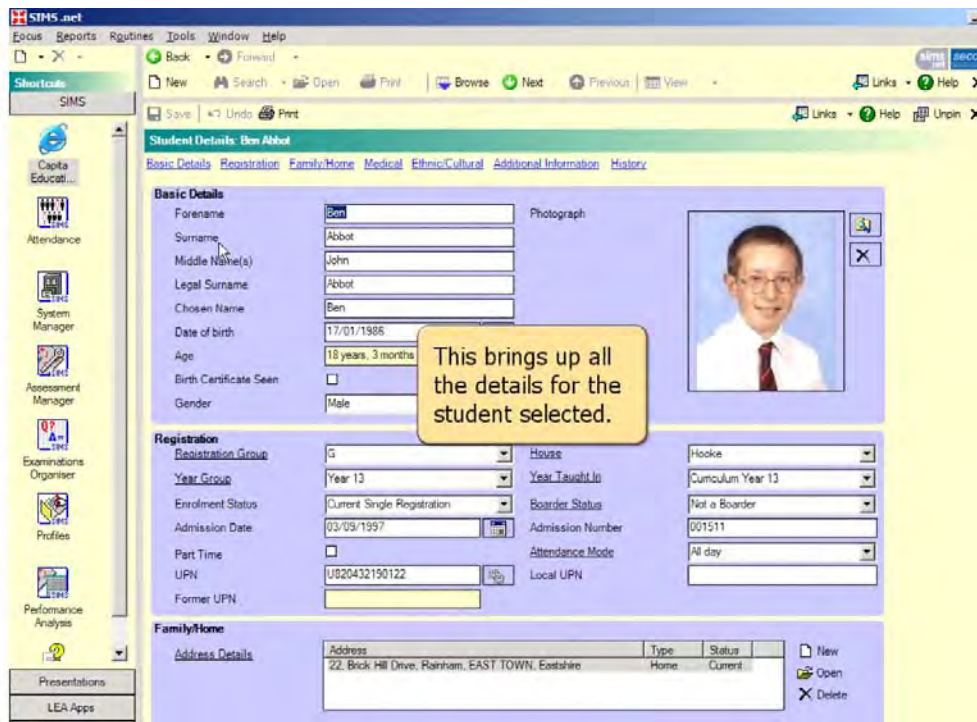 SIMS .net
Focus Reports Routines Tools Window Help
Back Forward
sims .net seco
Shortcuts
New Search Open Print Browse Next Previous View Links Help
SIMS
Save Undo Print Links Help Unpin
Student Details: Ben Abbot
Basic Details Registration Family/Home Medical Ethnic/Cultural Additional Information History
Capita Educati...
Attendance
System Manager
Assessment Manager
Examinations Organiser
Profiles
Performance Analysis
Presentations
LEA Apps
Basic Details
Forename Ben Photograph
Surname Abbot
Middle Name(s) John
Legal Surname Abbot
Chosen Name Ben
Date of birth 17/01/1986
Age 18 years, 3 months
Birth Certificate Seen
Gender Male
This brings up all
the details for the
student selected.
Registration
Registration Group G House Hooke
Year Group Year 13 Year Taught In Curriculum Year 13
Enrolment Status Current Single Registration Boarder Status Not a Boarder
Admission Date 03/09/1997 Admission Number 001511
Part Time Attendance Mode All day
UPN U820432190122 Local UPN
Former UPN
Family/Home
Address Details Address Type Status New
22, Brick Hill Drive, Rainham, EAST TOWN, Eastshire Home Current Open
Delete